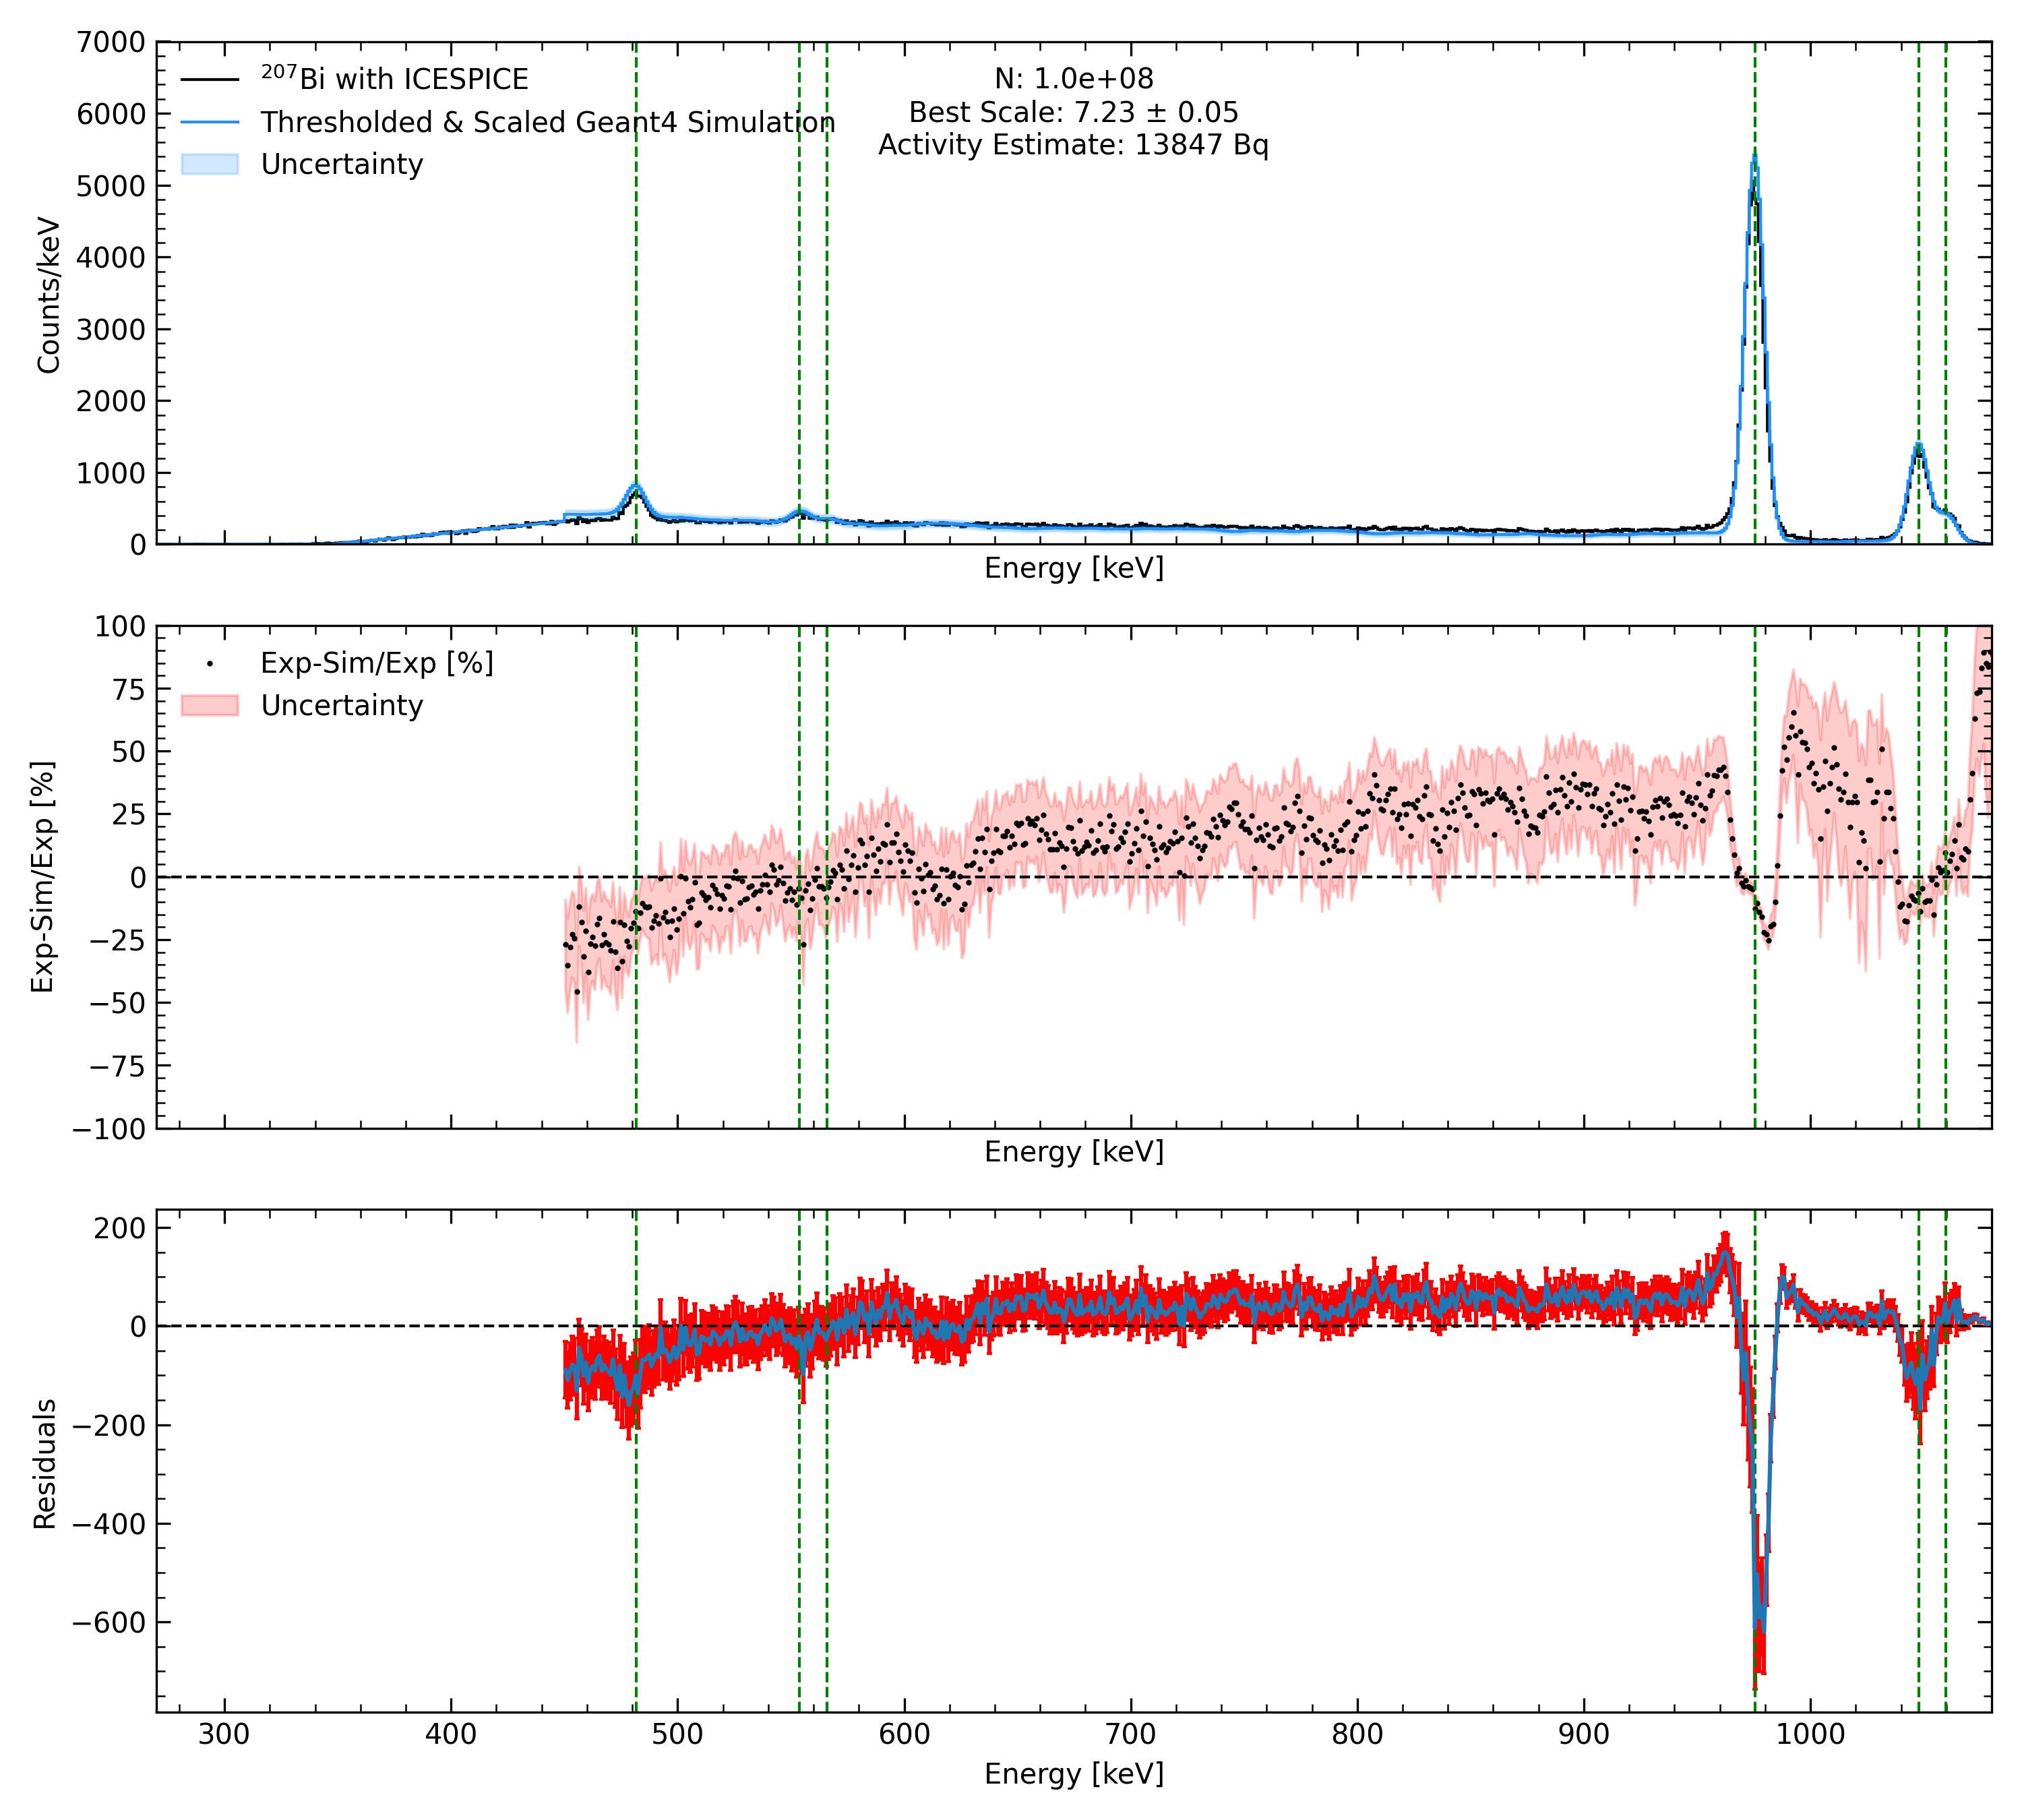 7000
6000
5000
4000
3000
2000
1000
0
Counts/keV
²⁰⁷Bi with ICESPICE
Thresholded & Scaled Geant4 Simulation
Uncertainty
N: 1.0e+08
Best Scale: 7.23 ± 0.05
Activity Estimate: 13847 Bq
Energy [keV]
100
75
50
25
0
−25
−50
−75
−100
Exp-Sim/Exp [%]
Exp-Sim/Exp [%]
Uncertainty
Energy [keV]
200
0
−200
−400
−600
Residuals
300 400 500 600 700 800 900 1000
Energy [keV]